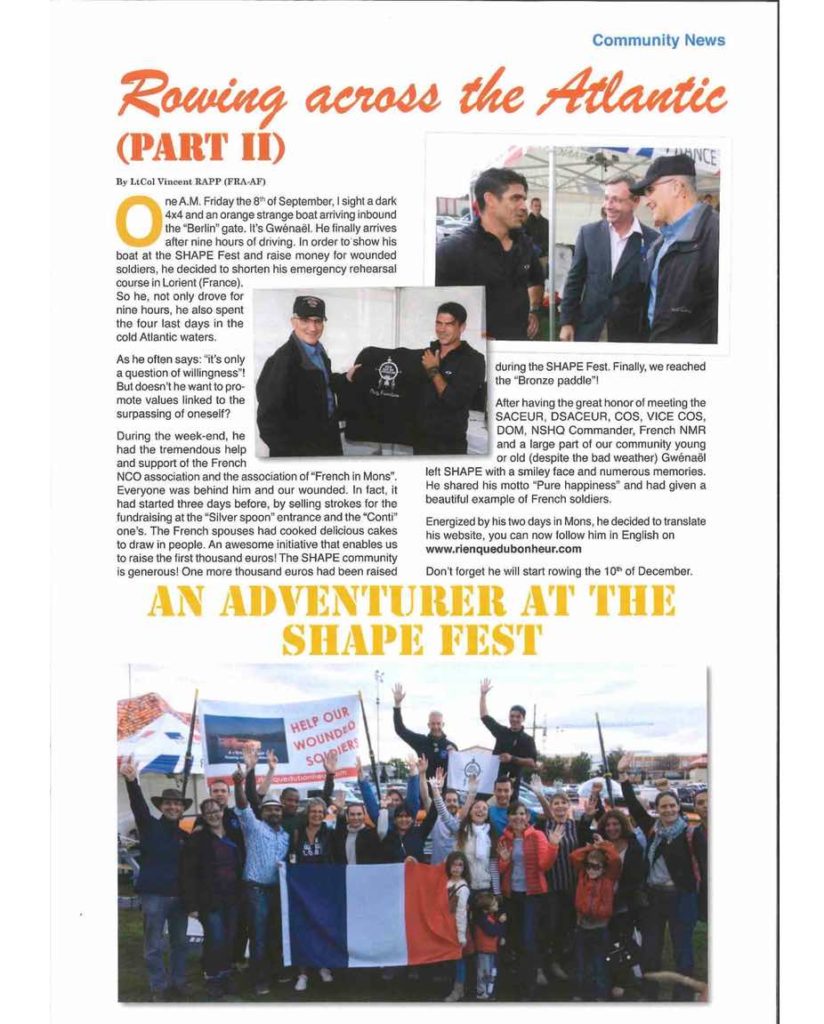 Community News
Rowing across the Atlantic
(PART II)
By LtCol Vincent RAPP (FRA-AF)
One A.M. Friday the 8th of September, I sight a dark
4x4 and an orange strange boat arriving inbound
the "Berlin" gate. It's Gwénaël. He finally arrives
after nine hours of driving. In order to show his
boat at the SHAPE Fest and raise money for wounded
soldiers, he decided to shorten his emergency rehearsal
course in Lorient (France).
So he, not only drove for
nine hours, he also spent
the four last days in the
cold Atlantic waters.
As he often says: "it's only
a question of willingness"!
But doesn't he want to pro-
mote values linked to the
surpassing of oneself?
During the week-end, he
had the tremendous help
and support of the French
NCO association and the association of "French in Mons".
Everyone was behind him and our wounded. In fact, it
had started three days before, by selling strokes for the
fundraising at the "Silver spoon" entrance and the "Conti"
one's. The French spouses had cooked delicious cakes
to draw in people. An awesome initiative that enables us
to raise the first thousand euros! The SHAPE community
is generous! One more thousand euros had been raised
during the SHAPE Fest. Finally, we reached
the "Bronze paddle"!
After having the great honor of meeting the
SACEUR, DSACEUR, COS, VICE COS,
DOM, NSHQ Commander, French NMR
and a large part of our community young
or old (despite the bad weather) Gwénaël
left SHAPE with a smiley face and numerous memories.
He shared his motto "Pure happiness" and had given a
beautiful example of French soldiers.
Energized by his two days in Mons, he decided to translate
his website, you can now follow him in English on
www.rienquedubonheur.com
Don't forget he will start rowing the 10th of December.
AN ADVENTURER AT THE
SHAPE FEST
HELP OUR
WOUNDED
SOLDIERS